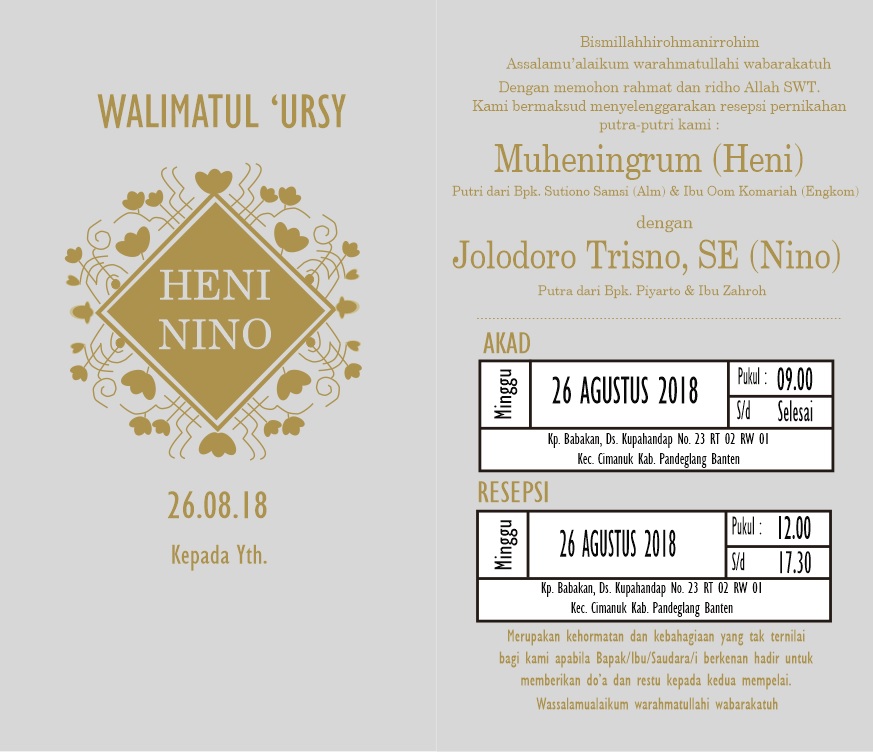 WALIMATUL ‘URSY
HENI
NINO
26.08.18
Kepada Yth.
Bismillahhirohmanirrohim
Assalamu’alaikum warahmatullahi wabarakatuh
Dengan memohon rahmat dan ridho Allah SWT.
Kami bermaksud menyelenggarakan resepsi pernikahan
putra-putri kami :
Muheningrum (Heni)
Putri dari Bpk. Sutiono Samsi (Alm) & Ibu Oom Komariah (Engkom)
dengan
Jolodoro Trisno, SE (Nino)
Putra dari Bpk. Piyarto & Ibu Zahroh
AKAD
Minggu
26 AGUSTUS 2018
Pukul : 09.00
S/d Selesai
Kp. Babakan, Ds. Kupahandap No. 23 RT 02 RW 01
Kec. Cimanuk Kab. Pandeglang Banten
RESEPSI
Minggu
26 AGUSTUS 2018
Pukul : 12.00
S/d 17.30
Kp. Babakan, Ds. Kupahandap No. 23 RT 02 RW 01
Kec. Cimanuk Kab. Pandeglang Banten
Merupakan kehormatan dan kebahagiaan yang tak ternilai
bagi kami apabila Bapak/Ibu/Saudara/i berkenan hadir untuk
memberikan do’a dan restu kepada kedua mempelai.
Wassalamualaikum warahmatullahi wabarakatuh